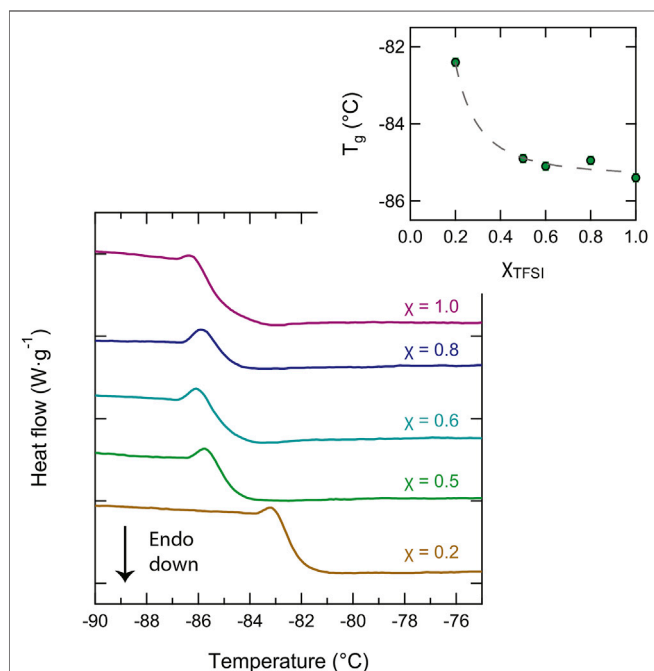 -82
-84
-86
T_g (°C)
0.0 0.2 0.4 0.6 0.8 1.0
χTFSI
χ = 1.0
χ = 0.8
χ = 0.6
χ = 0.5
χ = 0.2
Heat flow (W·g⁻¹)
Endo
down
-90 -88 -86 -84 -82 -80 -78 -76
Temperature (°C)